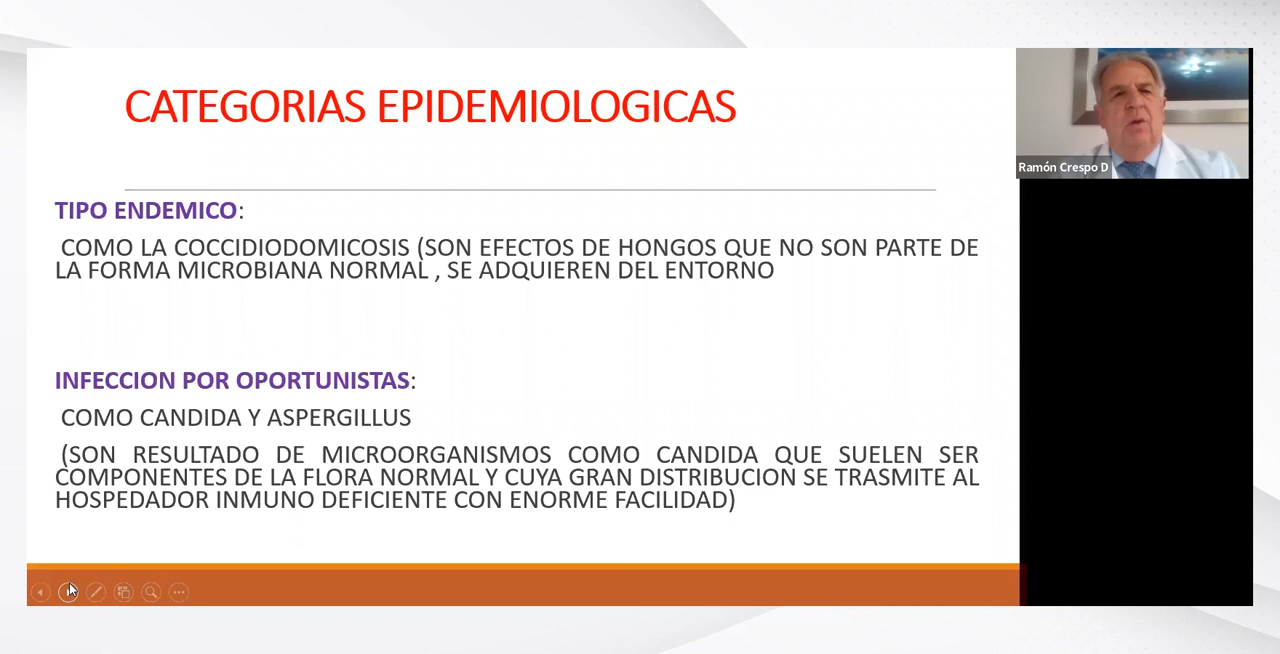 CATEGORIAS EPIDEMIOLOGICAS
Ramón Crespo D
TIPO ENDEMICO:
COMO LA COCCIDIODOMICOSIS (SON EFECTOS DE HONGOS QUE NO SON PARTE DE
LA FORMA MICROBIANA NORMAL , SE ADQUIEREN DEL ENTORNO
INFECCION POR OPORTUNISTAS:
COMO CANDIDA Y ASPERGILLUS
(SON RESULTADO DE MICROORGANISMOS COMO CANDIDA QUE SUELEN SER
COMPONENTES DE LA FLORA NORMAL Y CUYA GRAN DISTRIBUCION SE TRASMITE AL
HOSPEDADOR INMUNO DEFICIENTE CON ENORME FACILIDAD)